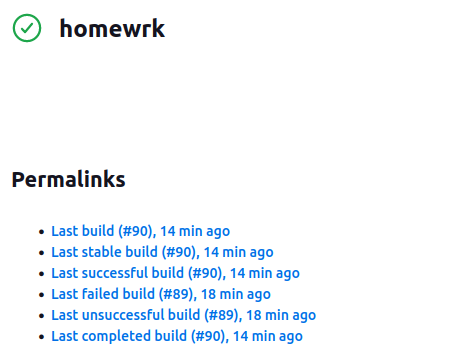 homewrk
Permalinks
Last build (#90), 14 min ago
Last stable build (#90), 14 min ago
Last successful build (#90), 14 min ago
Last failed build (#89), 18 min ago
Last unsuccessful build (#89), 18 min ago
Last completed build (#90), 14 min ago